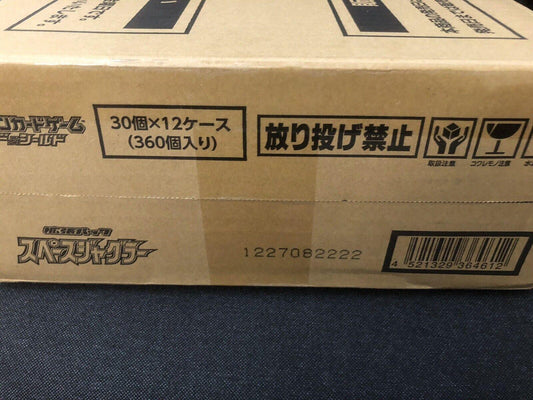 ンカードゲーム
シールド
30個×12ケース
(360個入り)
放り投げ禁止
取扱注意
コワレモノ注意
拡張パック
スペースジャグラー
1227082222
4 521329 364612